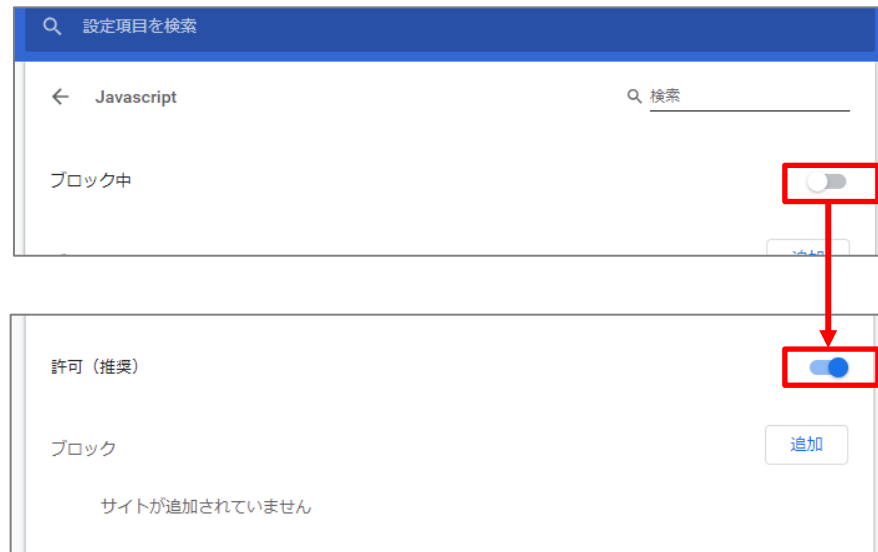 設定項目を検索
Javascript
検索
ブロック中
許可（推奨）
ブロック
追加
サイトが追加されていません